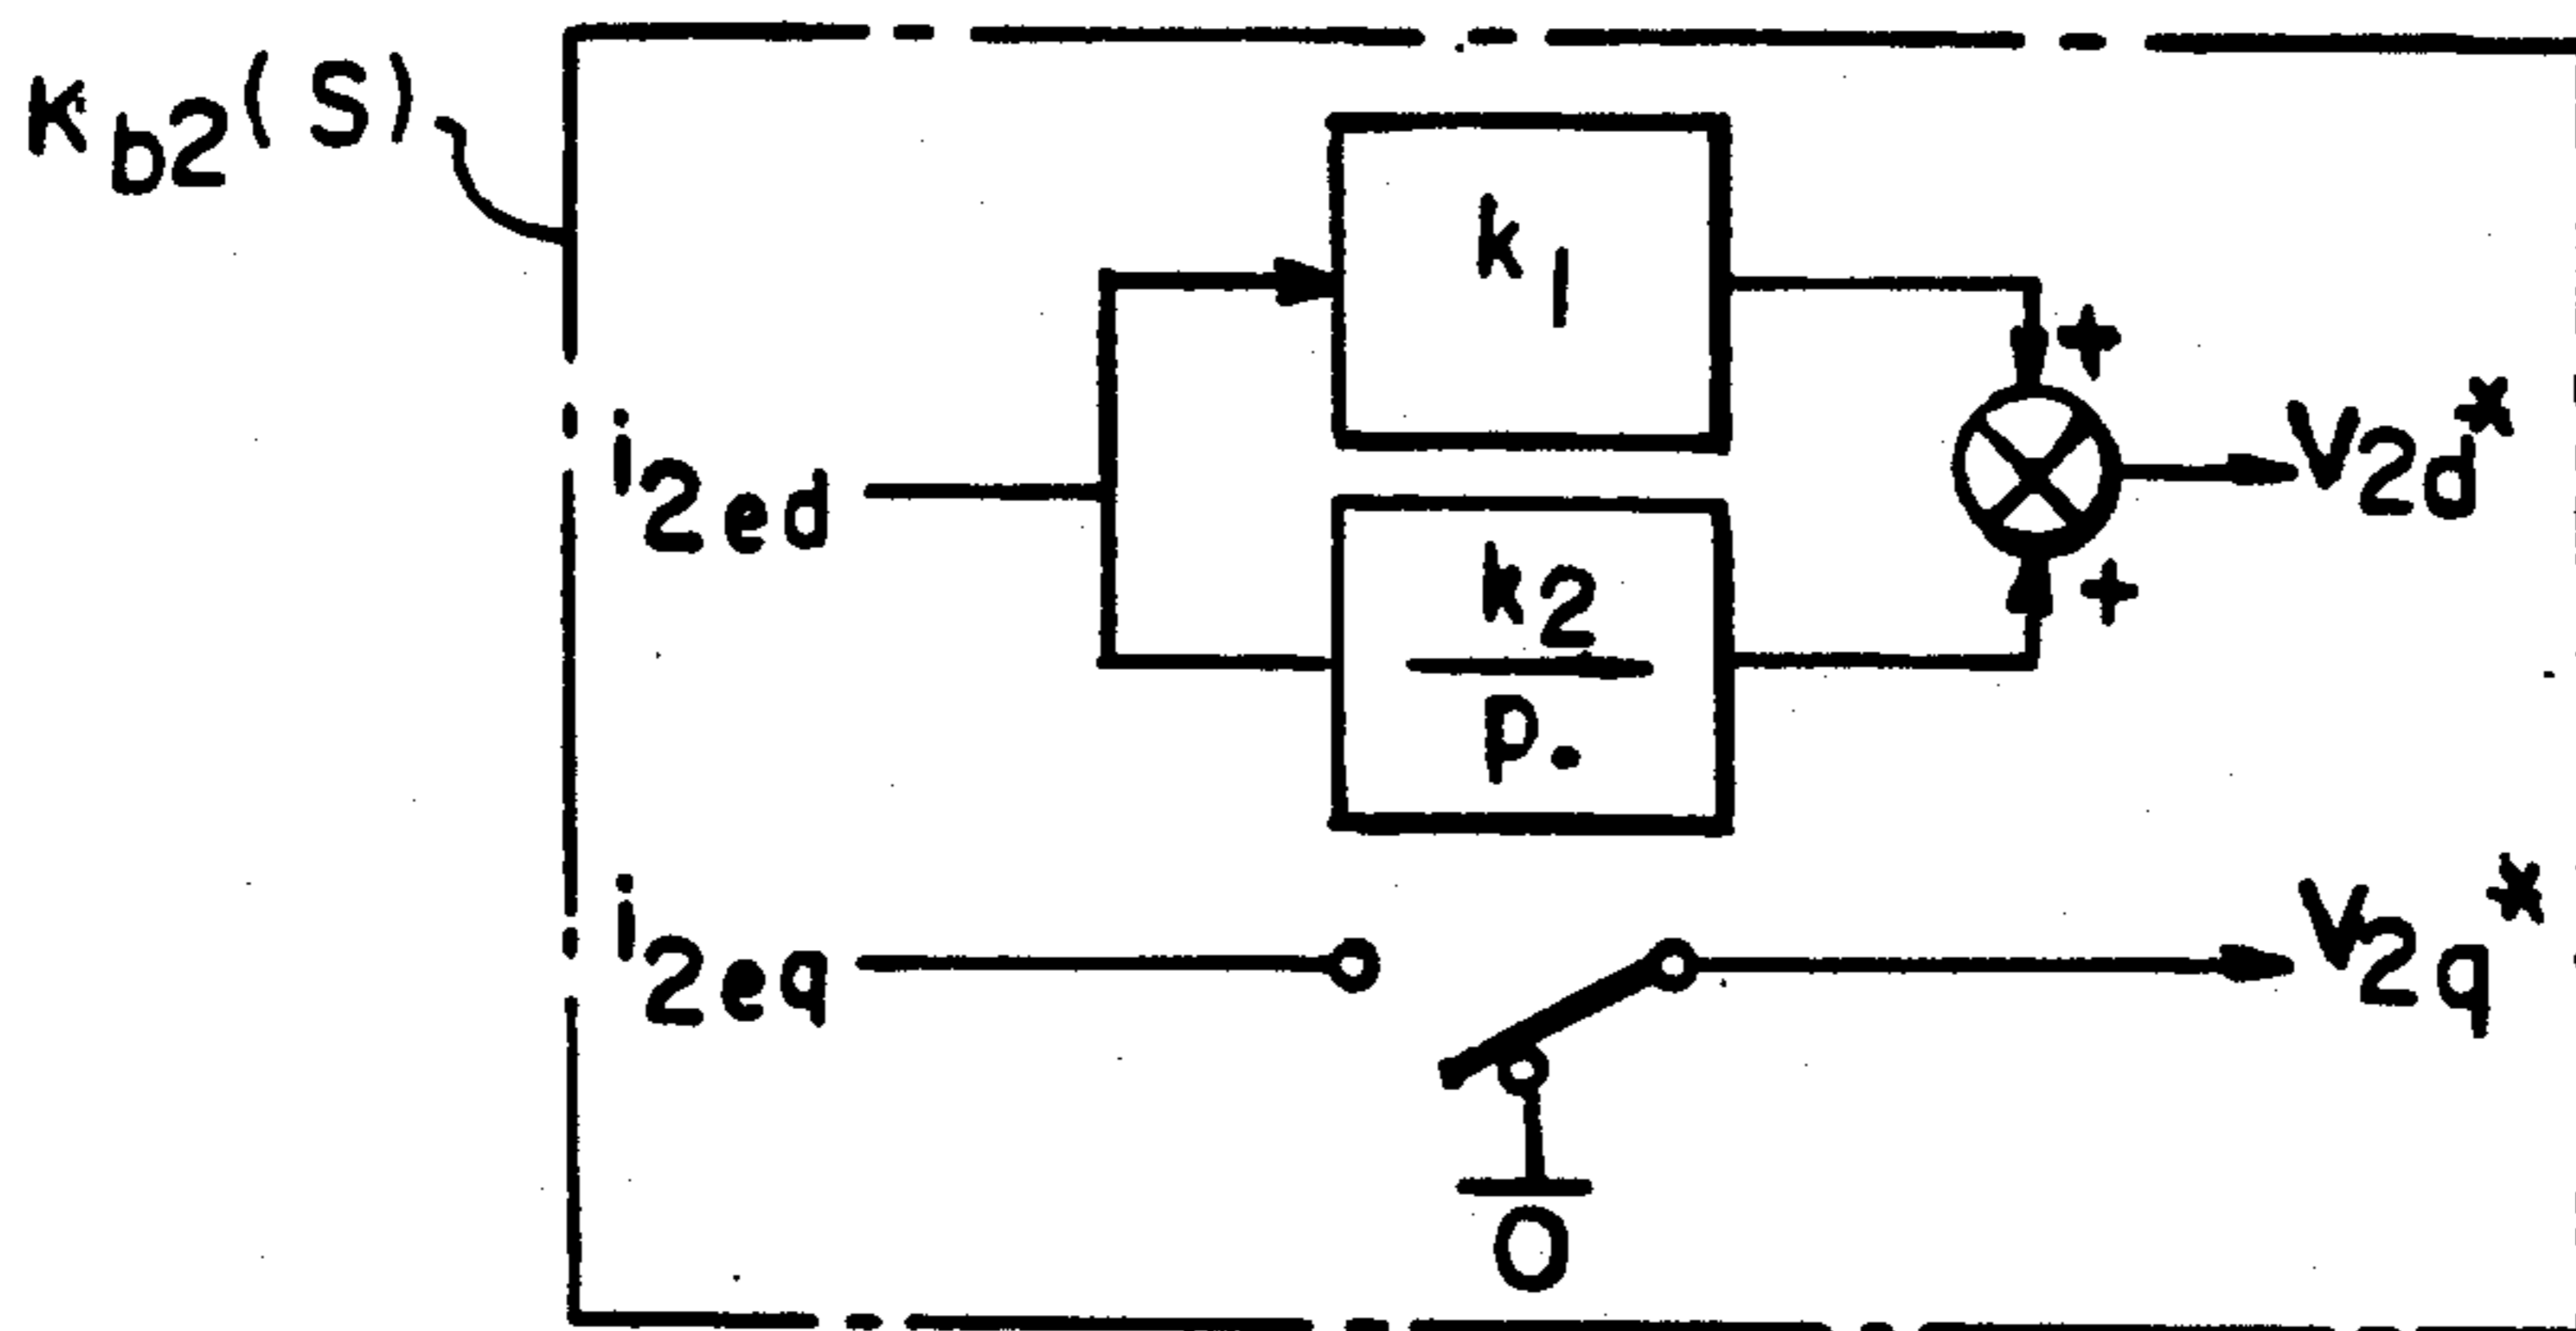 Kb2(S)
k1
+
i2ed
V2d*
k2
p.
+
i2eq
V2q*
0